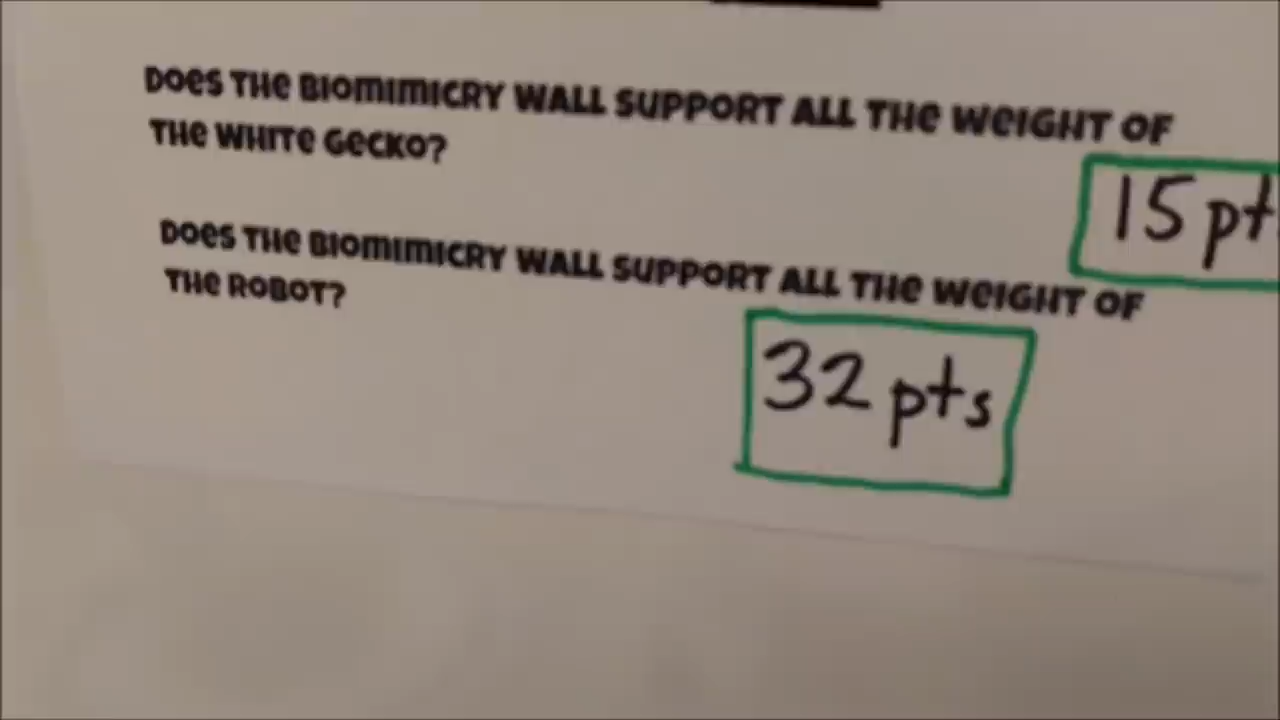 DOES THE BIOMIMICRY WALL SUPPORT ALL THE WEIGHT OF
THE WHITE GECKO?
15 pt
DOES THE BIOMIMICRY WALL SUPPORT ALL THE WEIGHT OF
THE ROBOT?
32 pts